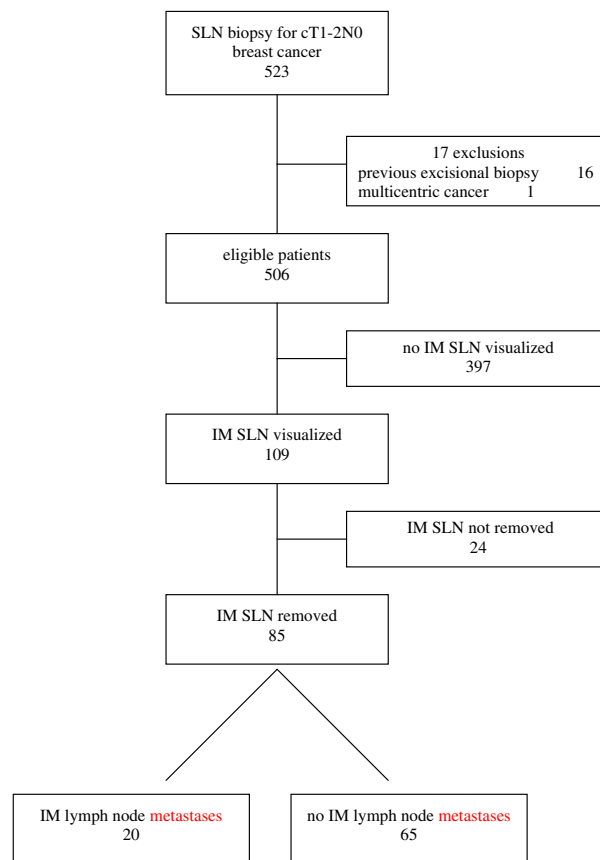 SLN biopsy for cT1-2N0
breast cancer
523
17 exclusions
previous excisional biopsy 16
multicentric cancer 1
eligible patients
506
no IM SLN visualized
397
IM SLN visualized
109
IM SLN not removed
24
IM SLN removed
85
IM lymph node metastases
20
no IM lymph node metastases
65